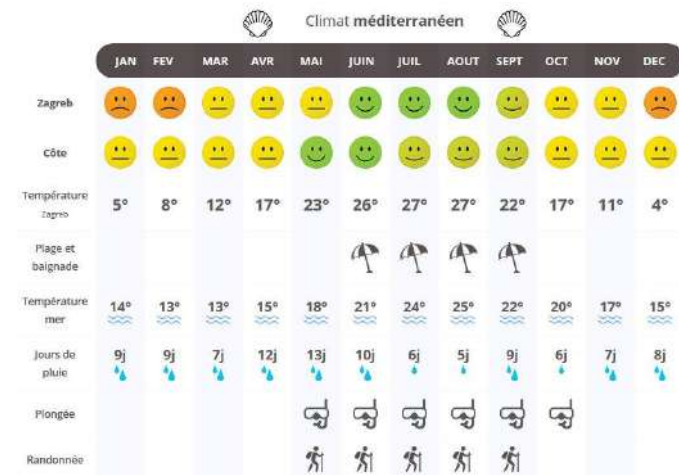 Climat méditerranéen
JAN FEV MAR AVR MAI JUIN JUIL AOUT SEPT OCT NOV DEC
Zagreb
Côte
Température
Zagreb
5° 8° 12° 17° 23° 26° 27° 27° 22° 17° 11° 4°
Plage et
baignade
Température
mer
14° 13° 13° 15° 18° 21° 24° 25° 22° 20° 17° 15°
Jours de
pluie
9j 9j 7j 12j 13j 10j 6j 5j 9j 6j 7j 8j
Plongée
Randonnée